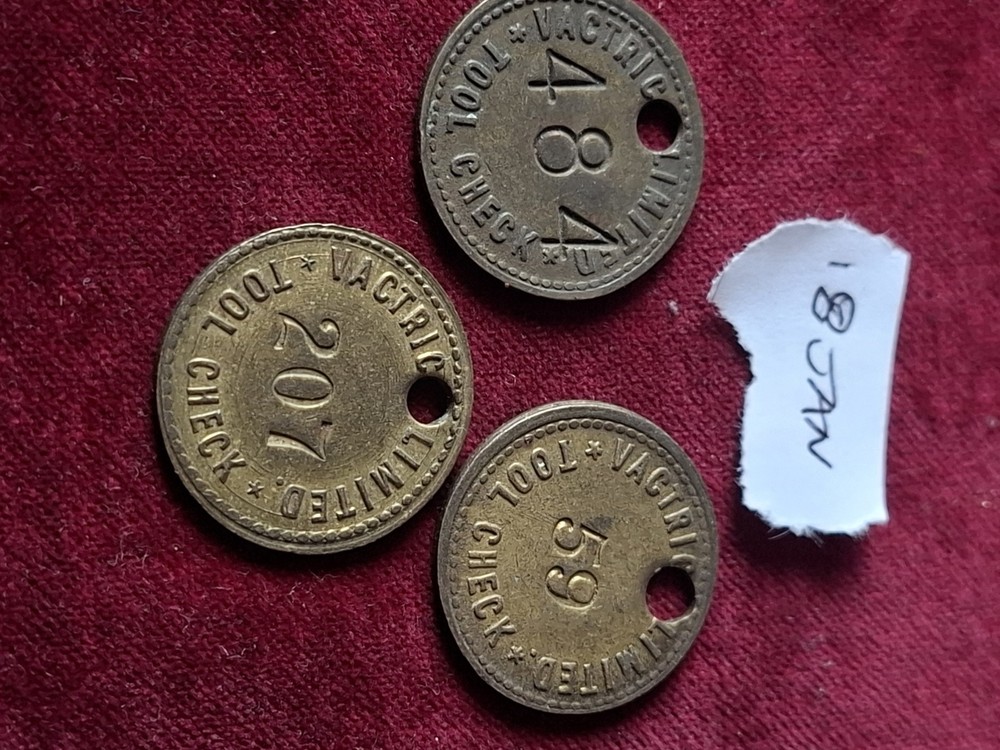 * VACTRIC LIMITED. *
TOOL CHECK
484
* VACTRIC LIMITED. *
TOOL CHECK
207
* VACTRIC LIMITED. *
TOOL CHECK
59
18 JAN